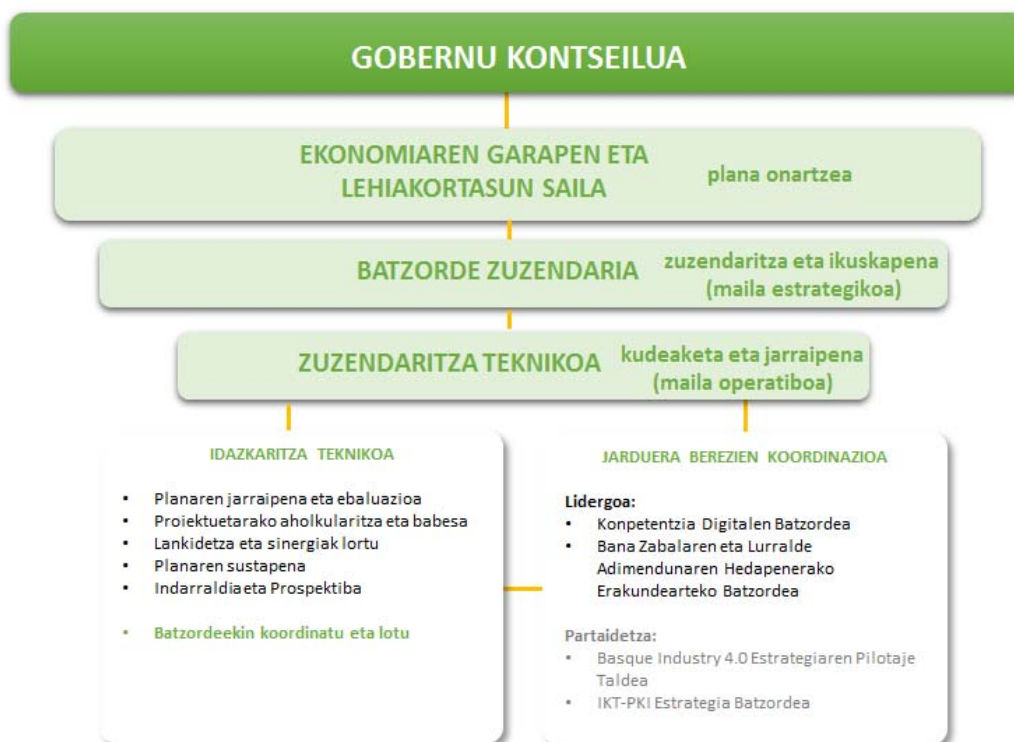 GOBERNU KONTSEILUA
EKONOMIAREN GARAPEN ETA
LEHIAKORTASUN SAILA
plana onartzea
BATZORDE ZUZENDARIA
zuzendaritza eta ikuskapena
(maila estrategikoa)
ZUZENDARITZA TEKNIKOA
kudeaketa eta jarraipena
(maila operatiboa)
IDAZKARITZA TEKNIKOA
• Planaren jarraipena eta ebaluazioa
• Proiektuetarako aholkularitza eta babesa
• Lankidetza eta sinergiak lortu
• Planaren sustapena
• Indarraldia eta Prospektiba
• Batzordeekin koordinatu eta lotu
JARDUERA BEREZIEN KOORDINAZIOA
Lidergoa:
• Konpetentzia Digitalen Batzordea
• Bana Zabalaren eta Lurralde
Adimendunaren Hedapenerako
Erakundearteko Batzordea
Partaidetza:
• Basque Industry 4.0 Estrategiaren Pilotaje
Taldea
• IKT-PKI Estrategia Batzordea